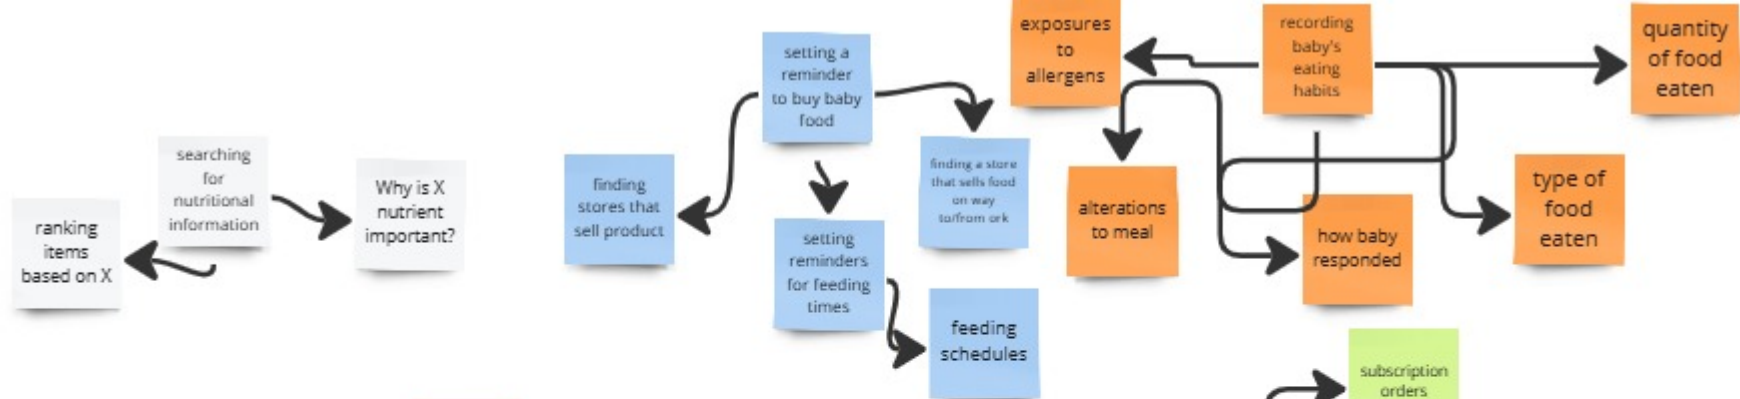 searching
for
nutritional
information
Why is X
nutrient
important?
ranking
items
based on X
setting a
reminder
to buy baby
food
finding
stores that
sell product
finding a store
that sells food
on way
to/from ork
setting
reminders
for feeding
times
feeding
schedules
exposures
to
allergens
recording
baby's
eating
habits
quantity
of food
eaten
alterations
to meal
how baby
responded
type of
food
eaten
subscription
orders